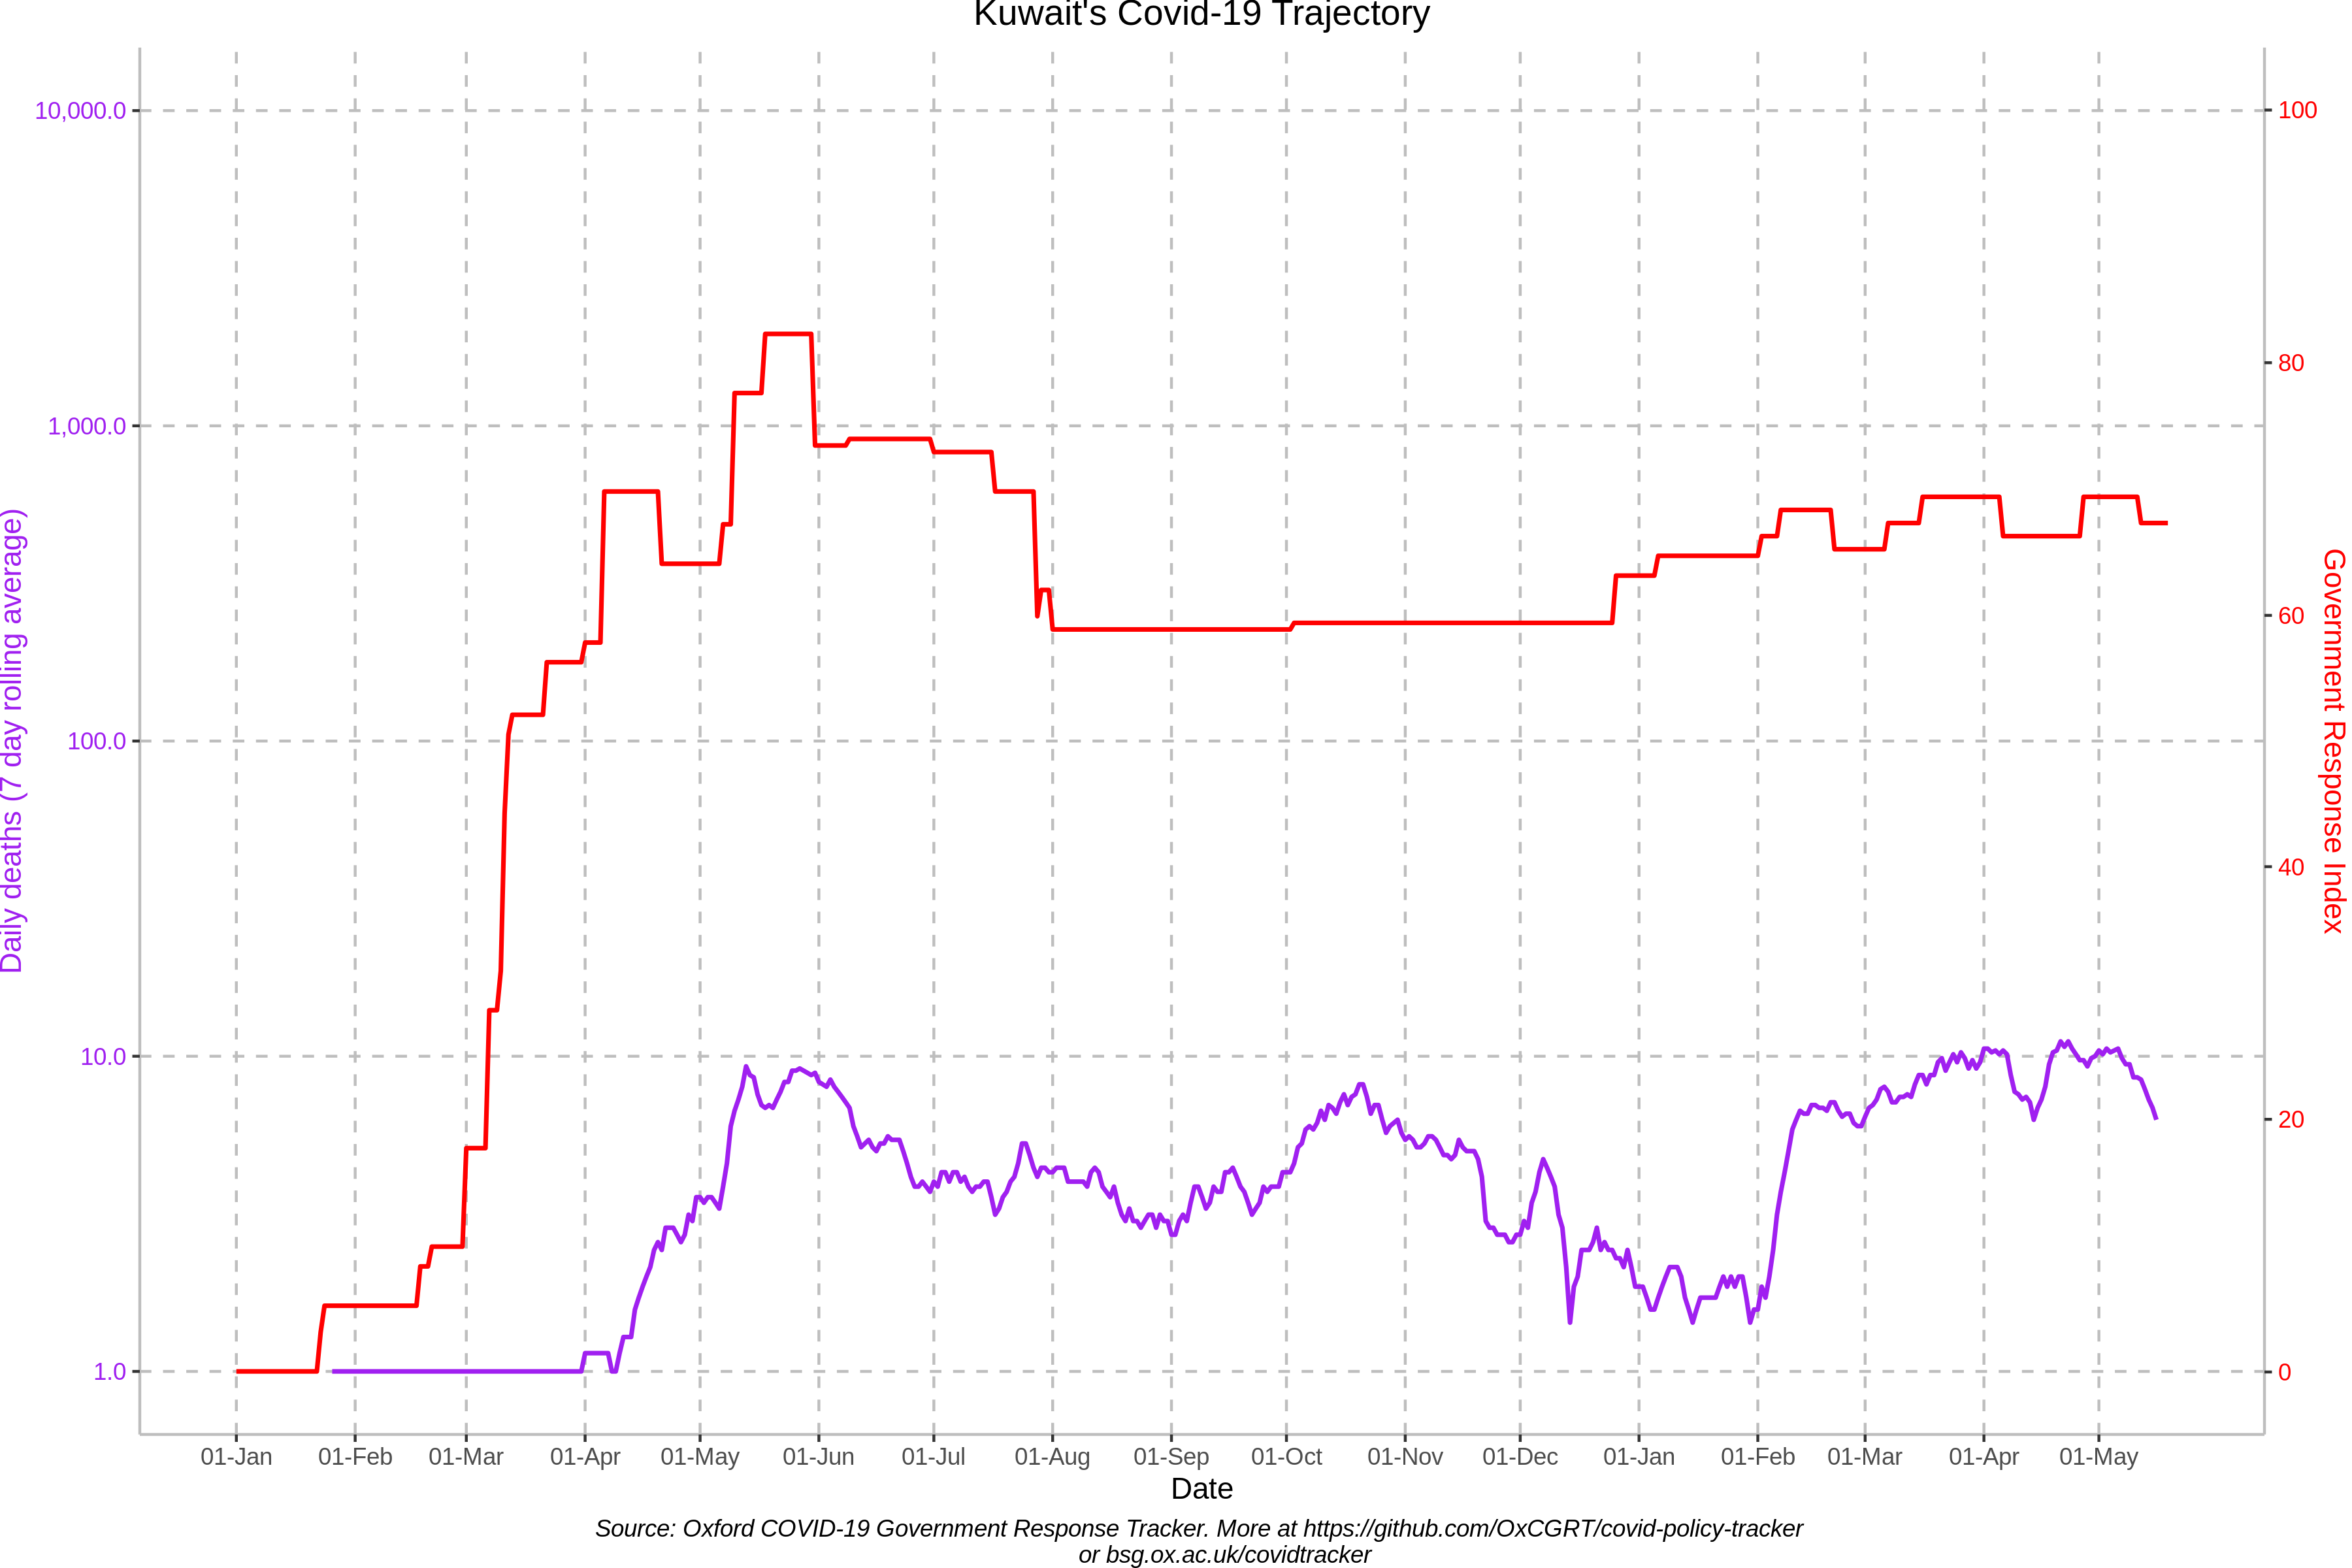 Kuwait's Covid-19 Trajectory
10,000.0
1,000.0
100.0
10.0
1.0
Daily deaths (7 day rolling average)
100
80
60
40
20
0
Government Response Index
01-Jan 01-Feb 01-Mar 01-Apr 01-May 01-Jun 01-Jul 01-Aug 01-Sep 01-Oct 01-Nov 01-Dec 01-Jan 01-Feb 01-Mar 01-Apr 01-May
Date
Source: Oxford COVID-19 Government Response Tracker. More at https://github.com/OxCGRT/covid-policy-tracker
or bsg.ox.ac.uk/covidtracker